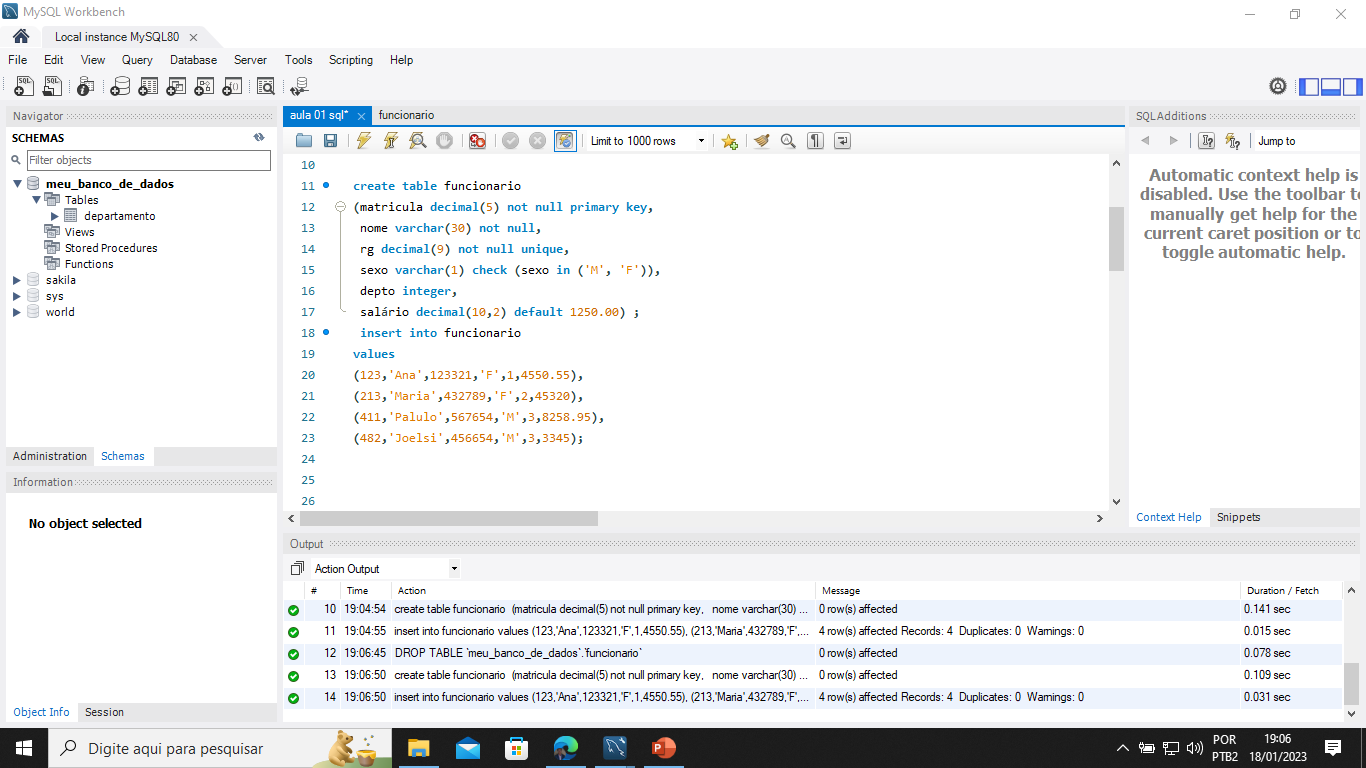 MySQL Workbench
Local instance MySQL80
File Edit View Query Database Server Tools Scripting Help
Navigator
SCHEMAS
Filter objects
meu_banco_de_dados
Tables
departamento
Views
Stored Procedures
Functions
sakila
sys
world
Administration Schemas
Information
No object selected
Object Info Session
aula 01 sql* funcionario
Limit to 1000 rows
10
11 create table funcionario
12 (matricula decimal(5) not null primary key,
13 nome varchar(30) not null,
14 rg decimal(9) not null unique,
15 sexo varchar(1) check (sexo in ('M', 'F')),
16 depto integer,
17 salário decimal(10,2) default 1250.00) ;
18 insert into funcionario
19 values
20 (123,'Ana',123321,'F',1,4550.55),
21 (213,'Maria',432789,'F',2,45320),
22 (411,'Palulo',567654,'M',3,8258.95),
23 (482,'Joelsi',456654,'M',3,3345);
24
25
26
SQLAdditions
Jump to
Automatic context help is
disabled. Use the toolbar to
manually get help for the
current caret position or to
toggle automatic help.
Context Help Snippets
Output
Action Output
# Time Action Message Duration / Fetch
10 19:04:54 create table funcionario (matricula decimal(5) not null primary key, nome varchar(30) ... 0 row(s) affected 0.141 sec
11 19:04:55 insert into funcionario values (123,'Ana',123321,'F',1,4550.55), (213,'Maria',432789,'F',... 4 row(s) affected Records: 4 Duplicates: 0 Warnings: 0 0.015 sec
12 19:06:45 DROP TABLE `meu_banco_de_dados`.`funcionario` 0 row(s) affected 0.078 sec
13 19:06:50 create table funcionario (matricula decimal(5) not null primary key, nome varchar(30) ... 0 row(s) affected 0.109 sec
14 19:06:50 insert into funcionario values (123,'Ana',123321,'F',1,4550.55), (213,'Maria',432789,'F',... 4 row(s) affected Records: 4 Duplicates: 0 Warnings: 0 0.031 sec
Digite aqui para pesquisar
POR
PTB2
19:06
18/01/2023